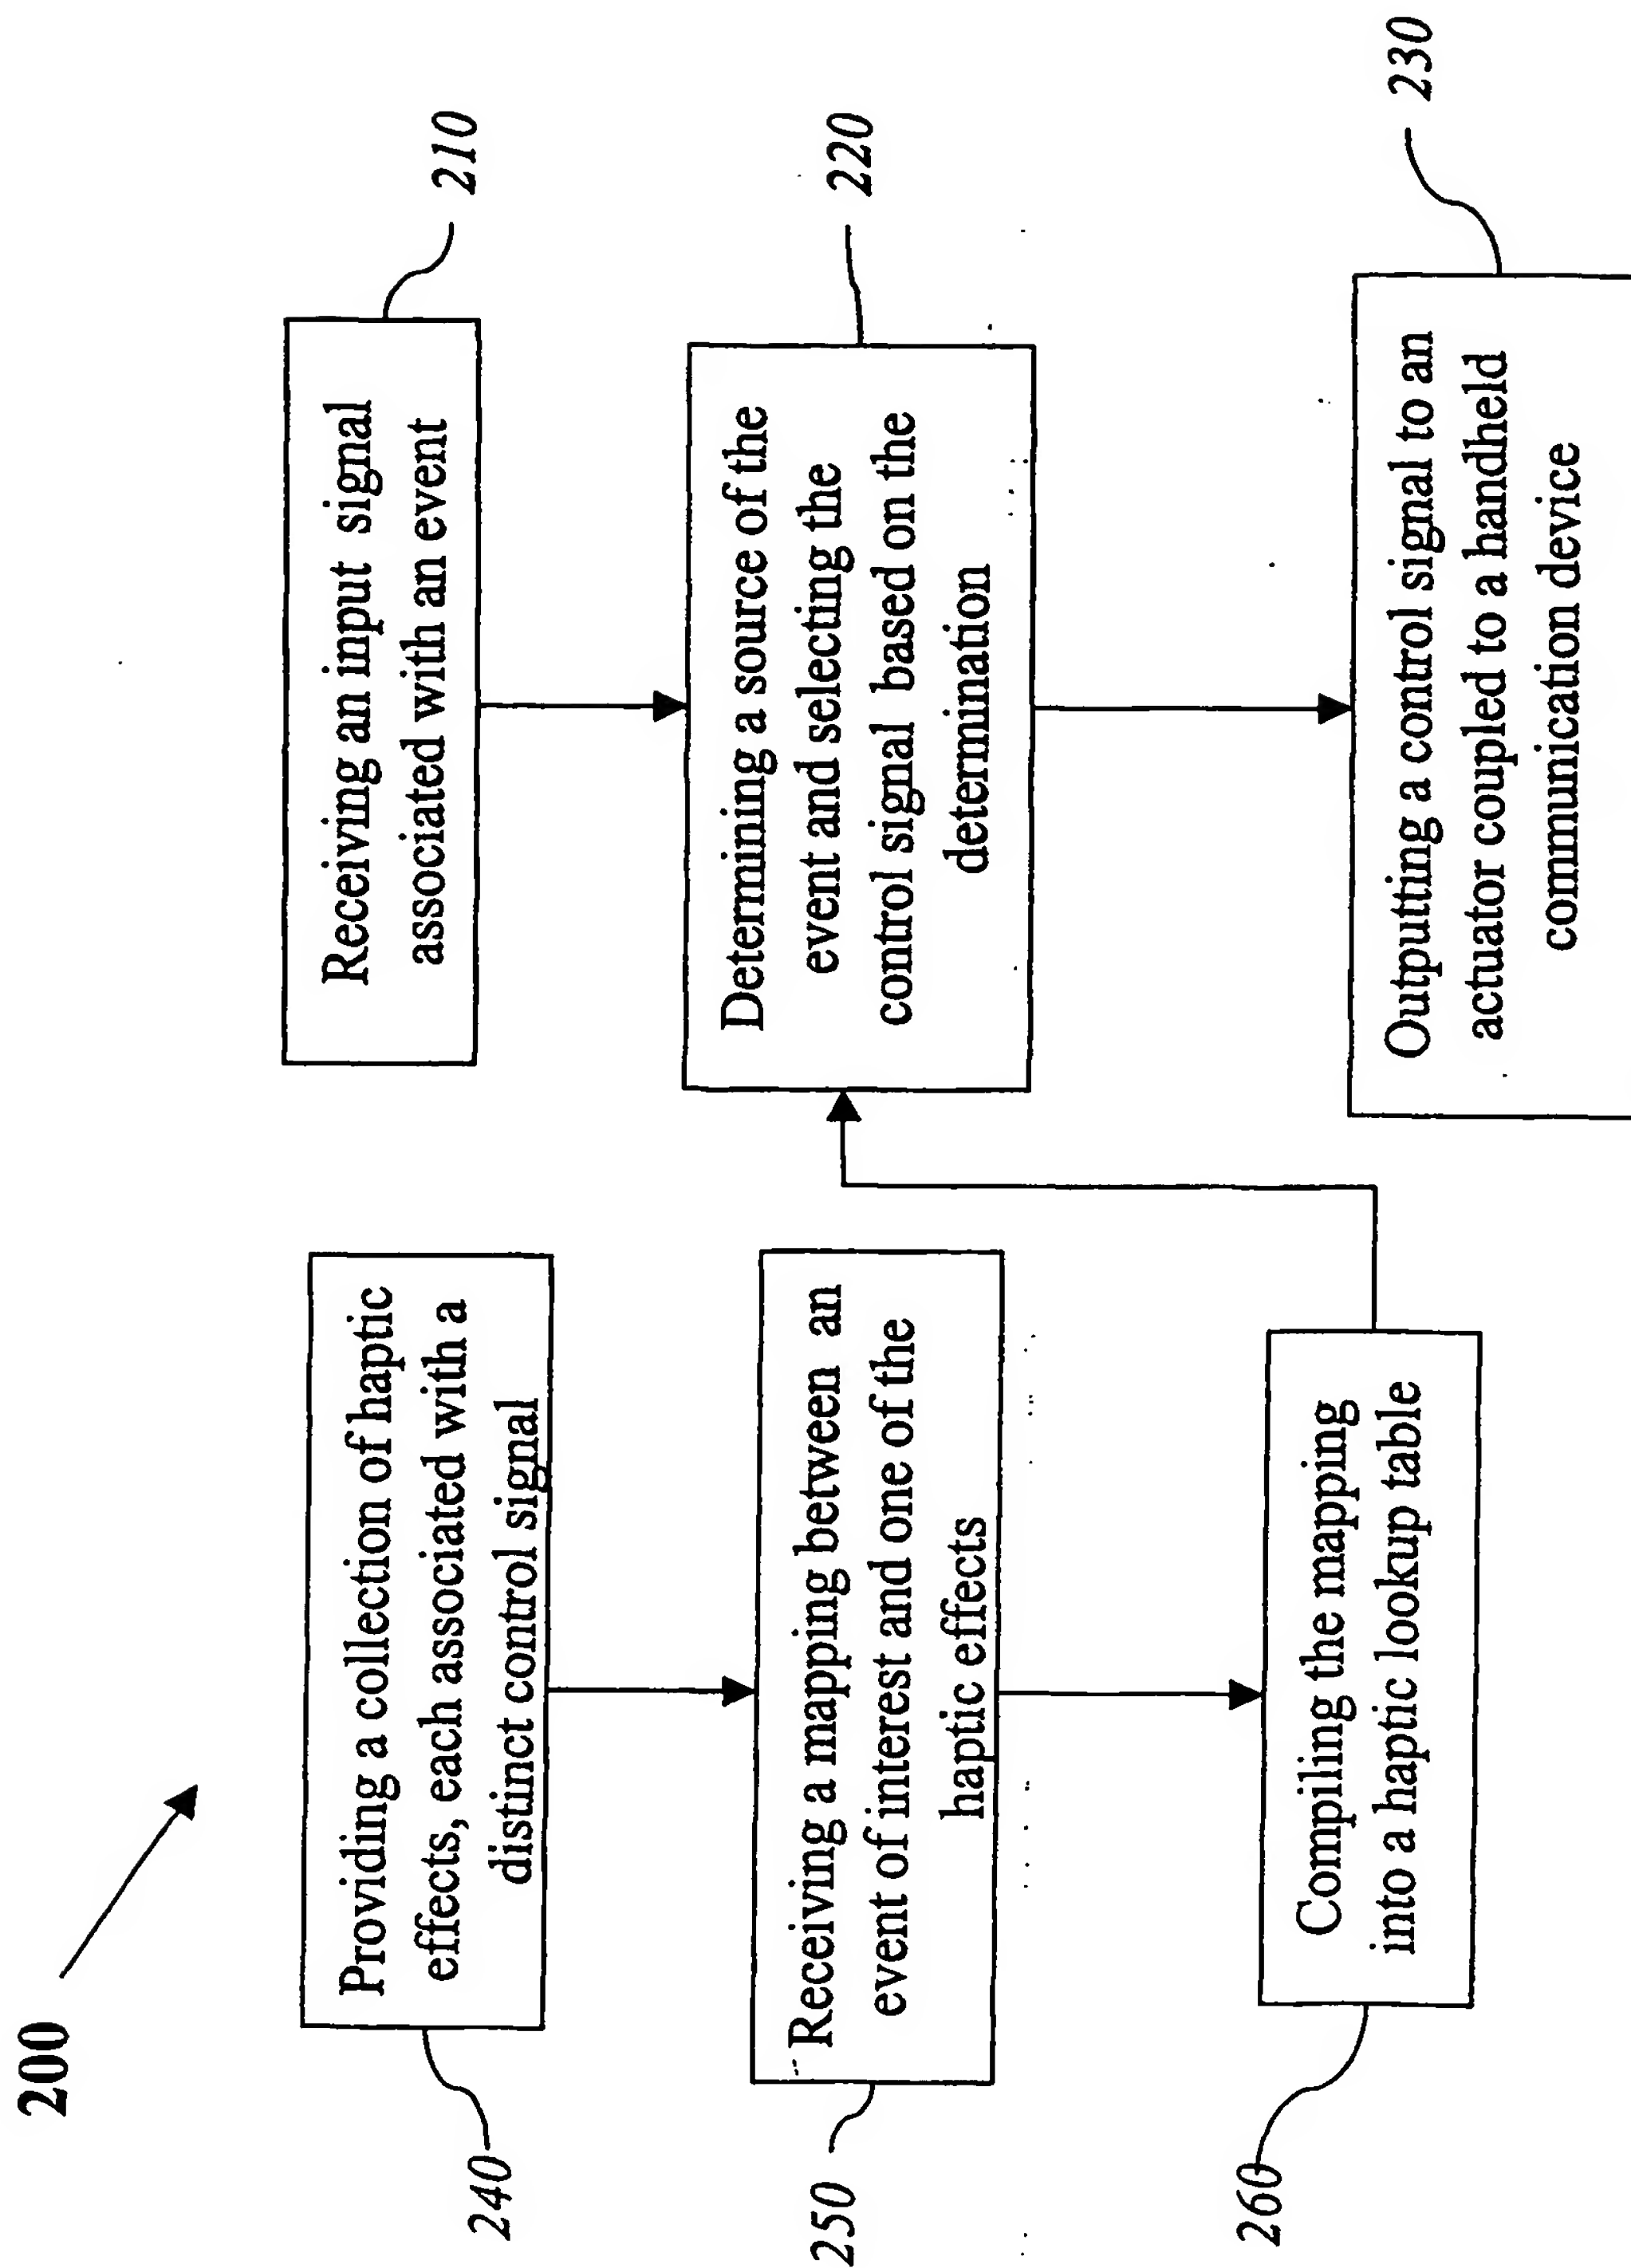 200
240
Providing a collection of haptic
effects, each associated with a
distinct control signal
250
Receiving a mapping between an
event of interest and one of the
haptic effects
260
Compiling the mapping
into a haptic lookup table
210
Receiving an input signal
associated with an event
220
Determining a source of the
event and selecting the
control signal based on the
determination
230
Outputting a control signal to an
actuator coupled to a handheld
communication device